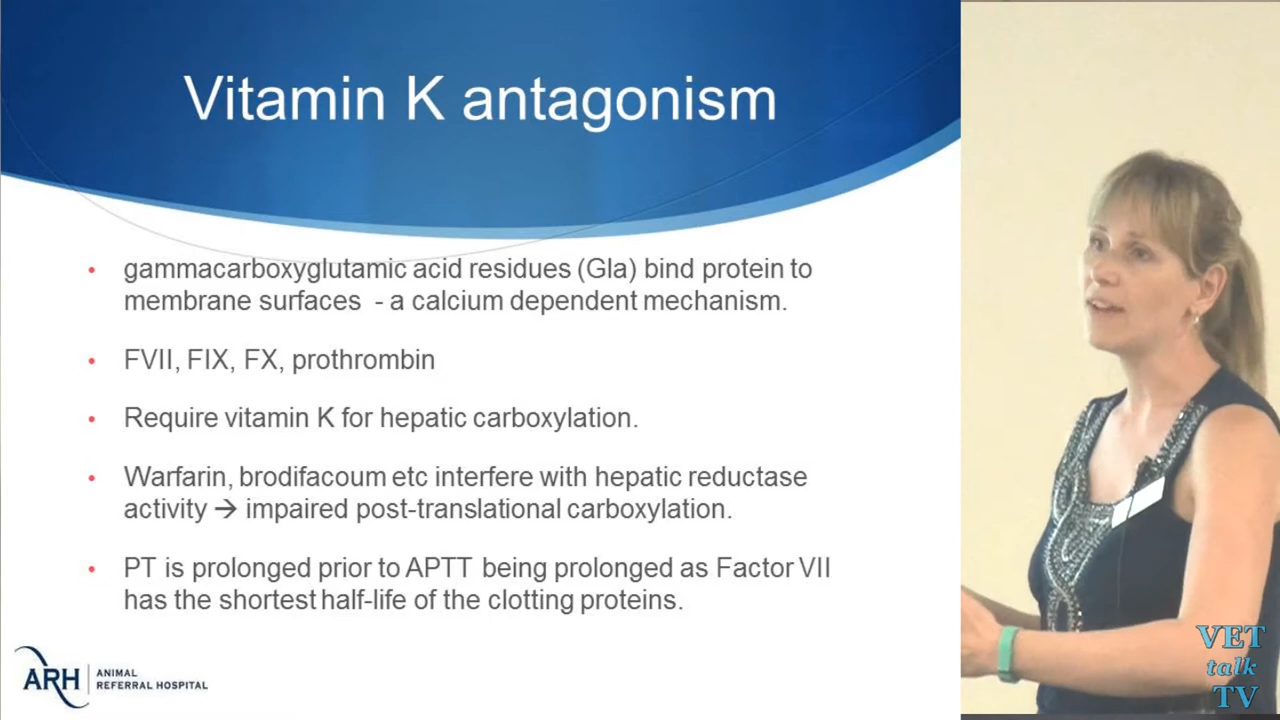 Vitamin K antagonism
• gammacarboxyglutamic acid residues (Gla) bind protein to
membrane surfaces - a calcium dependent mechanism.
• FVII, FIX, FX, prothrombin
• Require vitamin K for hepatic carboxylation.
• Warfarin, brodifacoum etc interfere with hepatic reductase
activity → impaired post-translational carboxylation.
• PT is prolonged prior to APTT being prolonged as Factor VII
has the shortest half-life of the clotting proteins.
ARH
ANIMAL
REFERRAL HOSPITAL
VET
talk
TV